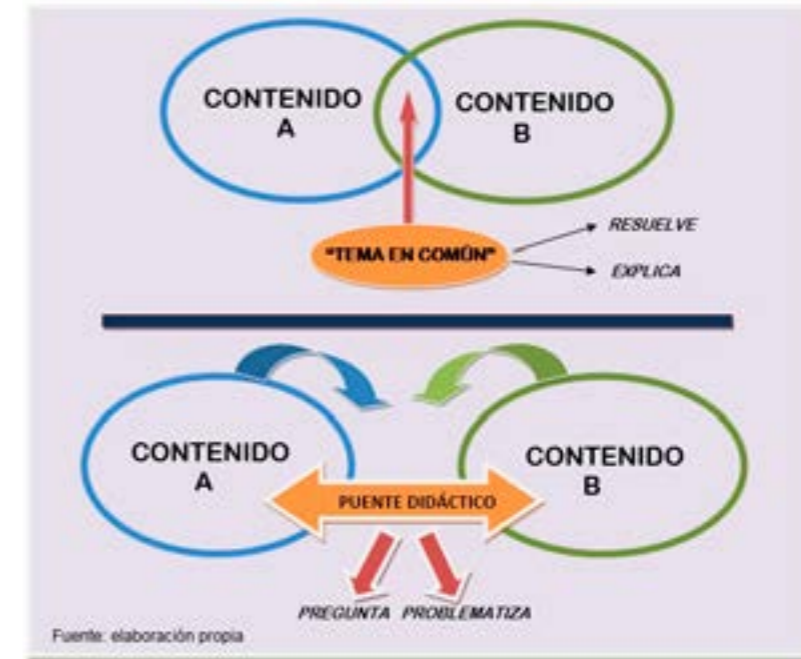 CONTENIDO
A
CONTENIDO
B
"TEMA EN COMÚN"
RESUELVE
EXPLICA
CONTENIDO
A
CONTENIDO
B
PUENTE DIDÁCTICO
PREGUNTA PROBLEMATIZA
Fuente: elaboración propia